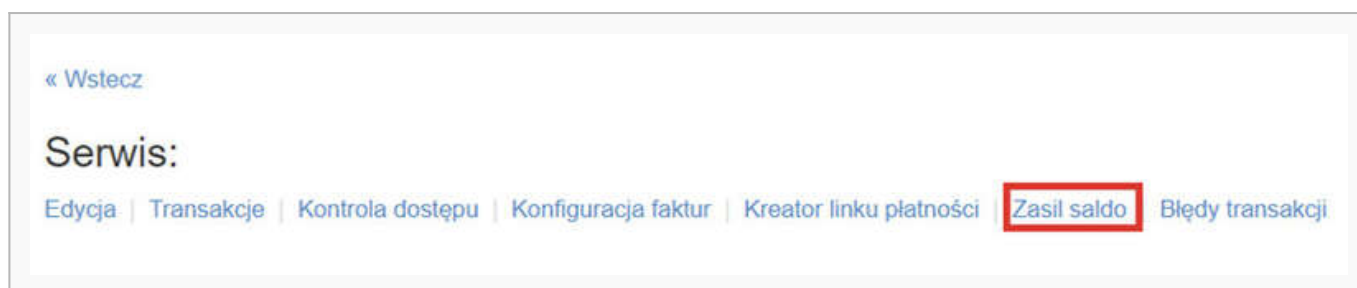 « Wstecz
Serwis:
Edycja | Transakcje | Kontrola dostępu | Konfiguracja faktur | Kreator linku płatności | Zasil saldo | Błędy transakcji